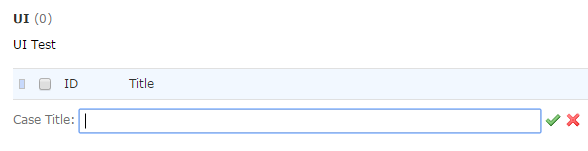 UI (0)
UI Test
ID Title
Case Title: